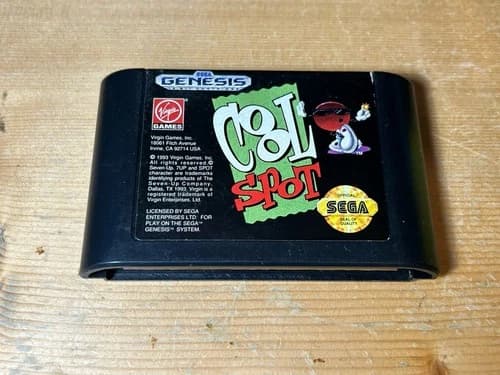 SEGA
GENESIS
Virgin
GAMES
Virgin Games, Inc.
18061 Fitch Avenue
Irvine, CA 92714 USA
© 1993 Virgin Games, Inc.
All rights reserved.©
Seven-Up, 7UP and SPOT
character are trademarks
identifying products of The
Seven-Up Company,
Dallas, TX 1993. Virgin is a
registered trademark of
Virgin Enterprises, Ltd.
LICENSED BY SEGA
ENTERPRISES LTD. FOR
PLAY ON THE SEGA™
GENESIS™ SYSTEM.
COOL
SPOT
TM
OFFICIAL
SEGA
SEAL OF
QUALITY